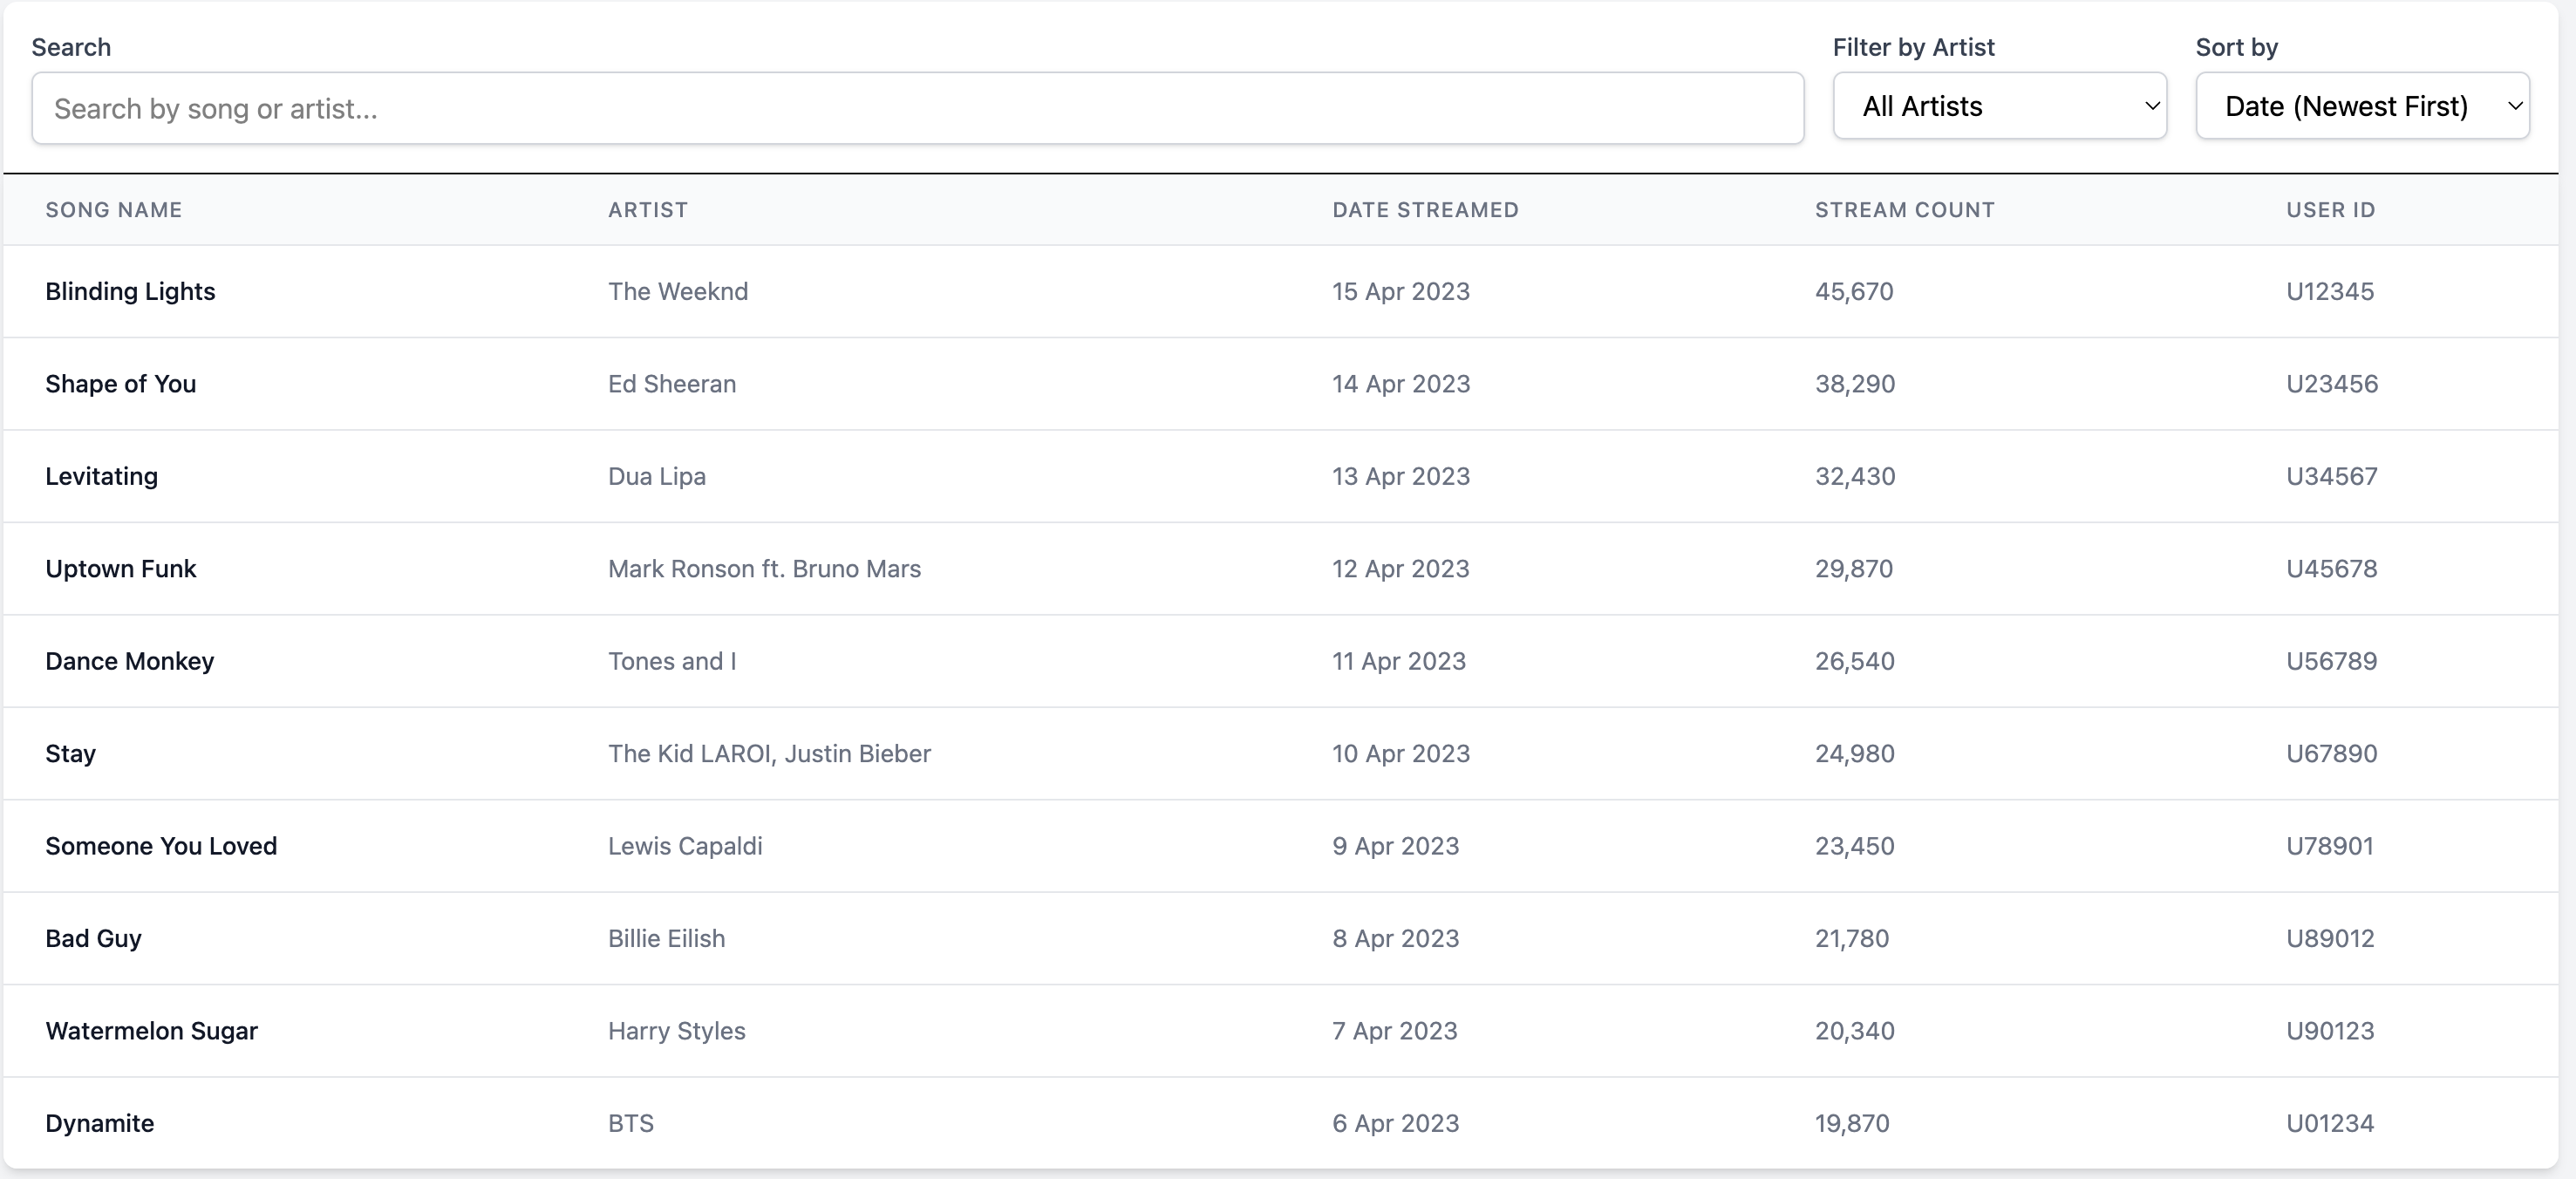 Search
Filter by Artist
Sort by
Search by song or artist...
All Artists
Date (Newest First)
SONG NAME ARTIST DATE STREAMED STREAM COUNT USER ID
Blinding Lights The Weeknd 15 Apr 2023 45,670 U12345
Shape of You Ed Sheeran 14 Apr 2023 38,290 U23456
Levitating Dua Lipa 13 Apr 2023 32,430 U34567
Uptown Funk Mark Ronson ft. Bruno Mars 12 Apr 2023 29,870 U45678
Dance Monkey Tones and I 11 Apr 2023 26,540 U56789
Stay The Kid LAROI, Justin Bieber 10 Apr 2023 24,980 U67890
Someone You Loved Lewis Capaldi 9 Apr 2023 23,450 U78901
Bad Guy Billie Eilish 8 Apr 2023 21,780 U89012
Watermelon Sugar Harry Styles 7 Apr 2023 20,340 U90123
Dynamite BTS 6 Apr 2023 19,870 U01234